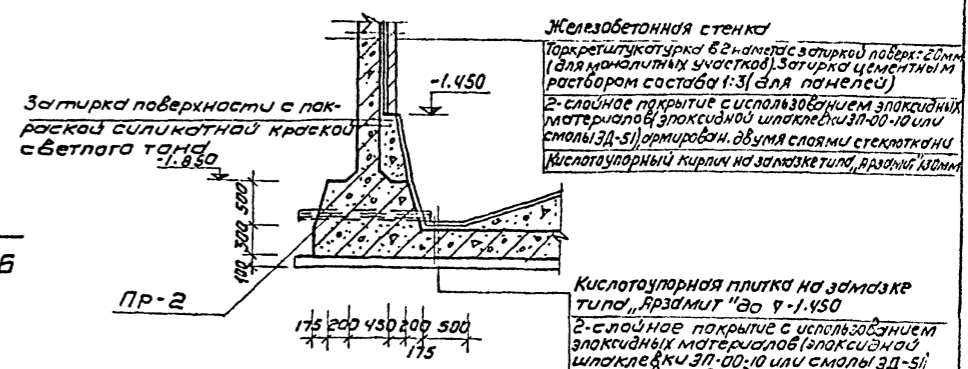 Железобетонная стенка
Торкретштукатурка в 2 намета с затиркой поверх: 20мм
(для монолитных участков). Затирка цементным
раствором состава 1:3 (для панелей)
2-слойное покрытие с использованием эпоксидных
материалов (эпоксидной шпаклевки ЭП-00-10 или
смолы ЭД-5), армирован. двумя слоями стеклоткани
Кислотоупорный кирпич на замазке типа „Арзамит" 130мм
-1.450
Затирка поверхности с пок-
раской силикатной краской
светлого тона
-1.850
500
300
100
6
Пр-2
175 200 450 200 500
175
Кислотоупорная плитка на замазке
типа „Арзамит" до ▽-1.450
2-слойное покрытие с использованием
эпоксидных материалов (эпоксидной
шпаклевки ЭП-00-10 или смолы ЭД-5)